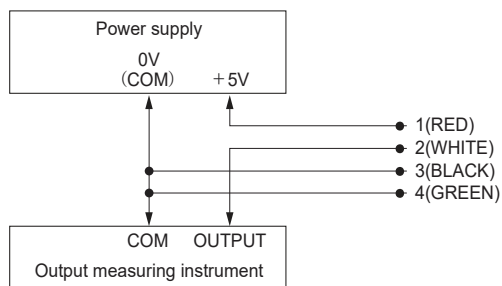 Power supply
0V
(COM)
+5V
1(RED)
2(WHITE)
3(BLACK)
4(GREEN)
COM OUTPUT
Output measuring instrument